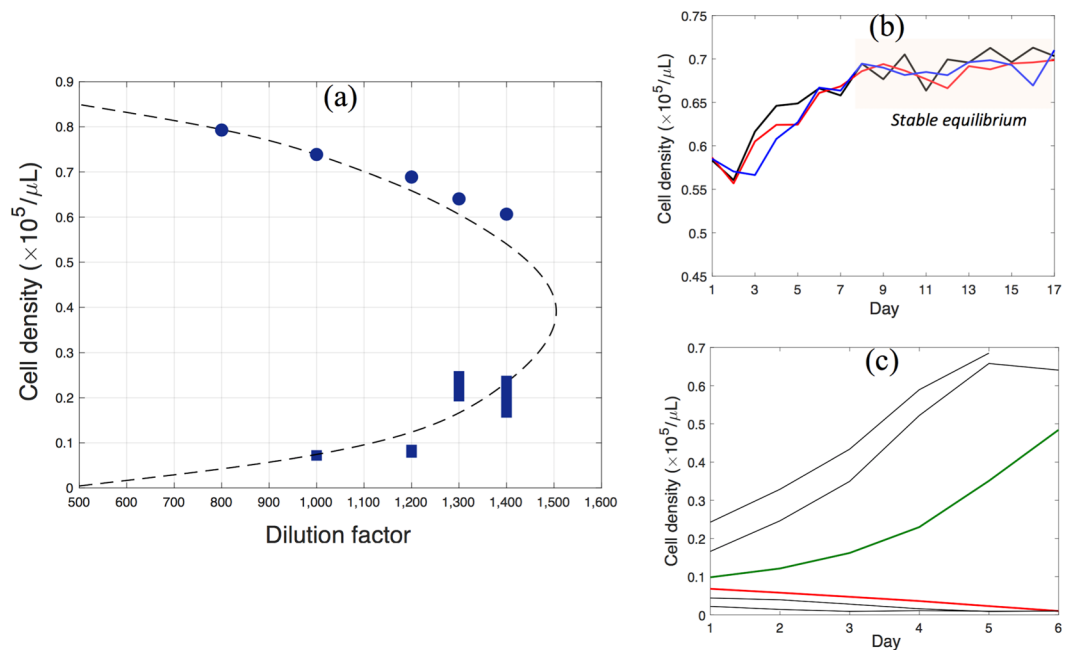 (a)
Cell density (×10⁵/μL)
0.9
0.8
0.7
0.6
0.5
0.4
0.3
0.2
0.1
0
500 600 700 800 900 1,000 1,100 1,200 1,300 1,400 1,500 1,600
Dilution factor
(b)
Cell density (×10⁵/μL)
0.75
0.7
0.65
0.6
0.55
0.5
0.45
Stable equilibrium
1 3 5 7 9 11 13 15 17
Day
(c)
Cell density (×10⁵/μL)
0.7
0.6
0.5
0.4
0.3
0.2
0.1
0
1 2 3 4 5 6
Day